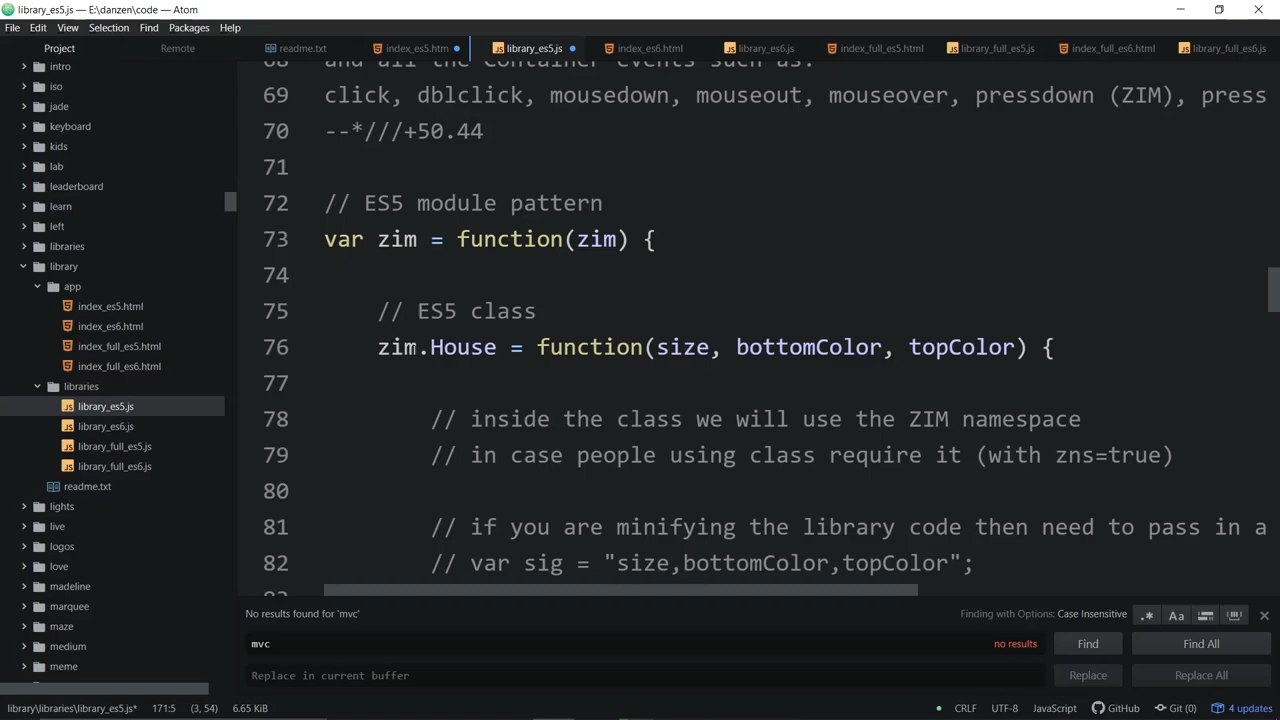 library_es5.js — E:\danzen\code — Atom
File Edit View Selection Find Packages Help
Project Remote
readme.txt index_es5.htm library_es5.js index_es6.html library_es6.js index_full_es5.html library_full_es5.js index_full_es6.html library_full_es6.js
intro
iso
jade
keyboard
kids
lab
leaderboard
learn
left
libraries
library
app
index_es5.html
index_es6.html
index_full_es5.html
index_full_es6.html
libraries
library_es5.js
library_es6.js
library_full_es5.js
library_full_es6.js
readme.txt
lights
live
logos
love
madeline
marquee
maze
medium
meme
68 and all the Container events such as:
69 click, dblclick, mousedown, mouseout, mouseover, pressdown (ZIM), press
70 --*///+50.44
71
72 // ES5 module pattern
73 var zim = function(zim) {
74
75 // ES5 class
76 zim.House = function(size, bottomColor, topColor) {
77
78 // inside the class we will use the ZIM namespace
79 // in case people using class require it (with zns=true)
80
81 // if you are minifying the library code then need to pass in a
82 // var sig = "size,bottomColor,topColor";
No results found for 'mvc' Finding with Options: Case Insensitive .* Aa
mvc no results Find Find All
Replace in current buffer Replace Replace All
library\libraries\library_es5.js* 171:5 (3, 54) 6.65 KiB CRLF UTF-8 JavaScript GitHub Git (0) 4 updates